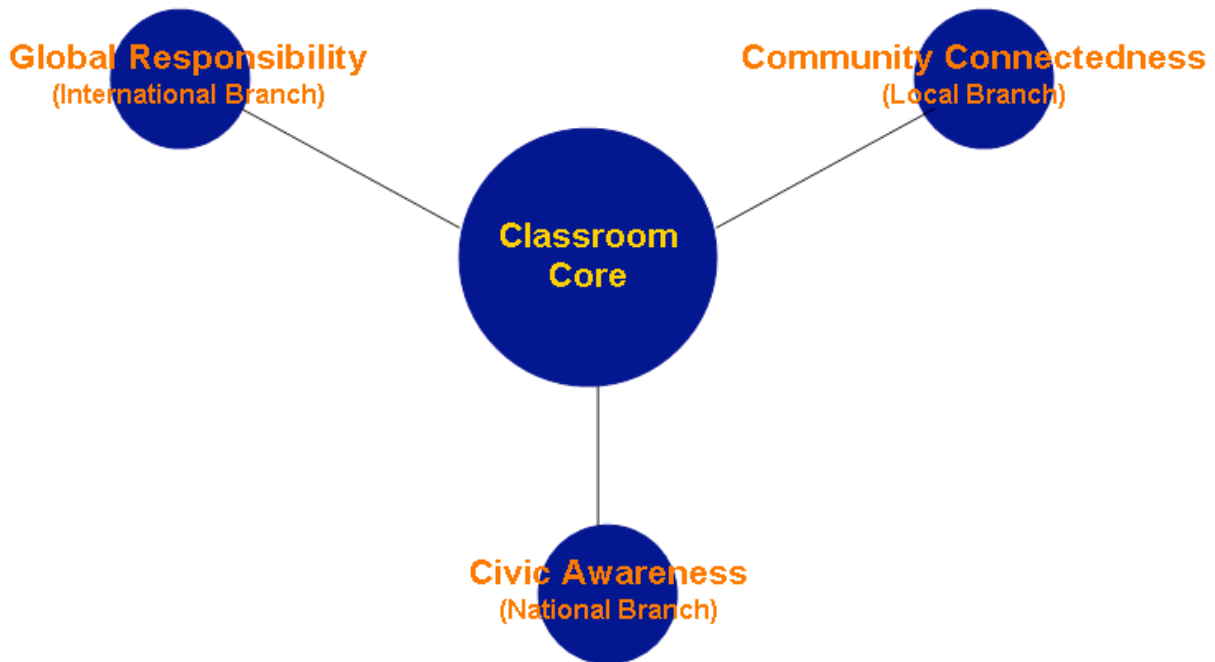 Global Responsibility
(International Branch)
Community Connectedness
(Local Branch)
Classroom
Core
Civic Awareness
(National Branch)